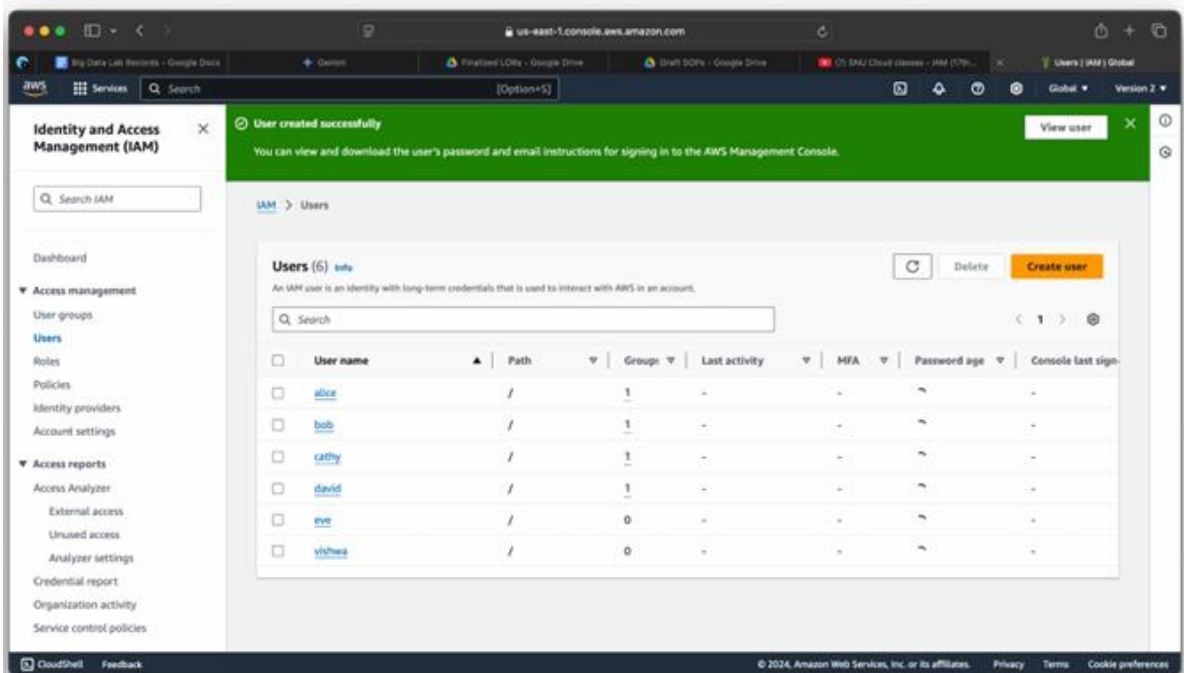 us-east-1.console.aws.amazon.com
Big Data Lab Records - Google Docs
Gemini
Finalized LORs - Google Drive
Draft SOPs - Google Drive
Users | IAM | Global
aws
Services
Search
[Option+S]
Global
Version 2
Identity and Access
Management (IAM)
Search IAM
Dashboard
Access management
User groups
Users
Roles
Policies
Identity providers
Account settings
Access reports
Access Analyzer
External access
Unused access
Analyzer settings
Credential report
Organization activity
Service control policies
User created successfully
View user
You can view and download the user's password and email instructions for signing in to the AWS Management Console.
IAM > Users
Users (6) Info
Delete
Create user
An IAM user is an identity with long-term credentials that is used to interact with AWS in an account.
Search
1
User name Path Groups Last activity MFA Password age Console last sign-
alice / 1 - - -
bob / 1 - - -
cathy / 1 - - -
david / 1 - - -
eve / 0 - - -
vishwa / 0 - - -
CloudShell Feedback
© 2024, Amazon Web Services, Inc. or its affiliates. Privacy Terms Cookie preferences